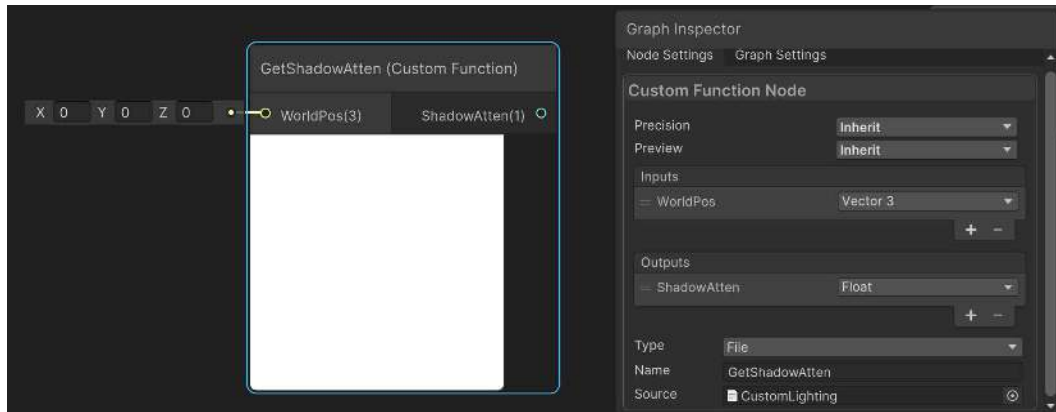 GetShadowAtten (Custom Function)
X 0 Y 0 Z 0
WorldPos(3) ShadowAtten(1)
Graph Inspector
Node Settings Graph Settings
Custom Function Node
Precision Inherit
Preview Inherit
Inputs
WorldPos Vector 3
+ −
Outputs
ShadowAtten Float
+ −
Type File
Name GetShadowAtten
Source CustomLighting